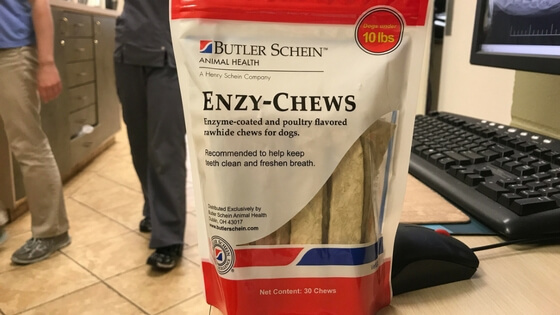 BUTLER SCHEIN™
ANIMAL HEALTH
A Henry Schein Company
10 lbs
ENZY-CHEWS
Enzyme-coated and poultry flavored
rawhide chews for dogs.
Recommended to help keep
teeth clean and freshen breath.
Distributed Exclusively by
Butler Schein Animal Health
Dublin, OH 43017
www.butlerschein.com
Net Content: 30 Chews